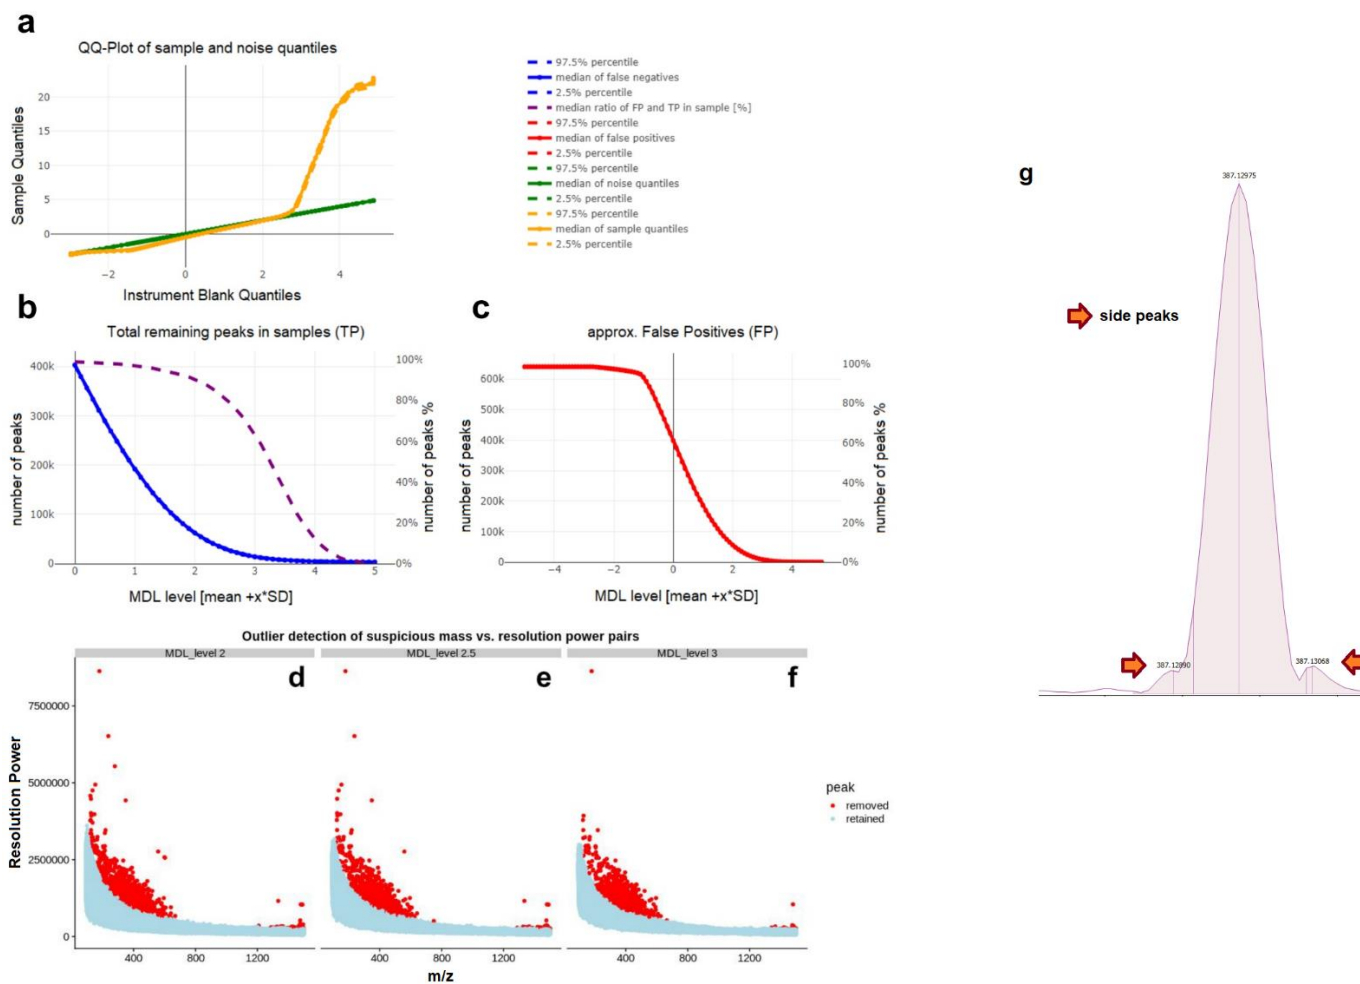 a
QQ-Plot of sample and noise quantiles
Sample Quantiles
20
15
10
5
0
−2
0
2
4
Instrument Blank Quantiles
97.5% percentile
median of false negatives
2.5% percentile
median ratio of FP and TP in sample [%]
97.5% percentile
median of false positives
2.5% percentile
97.5% percentile
median of noise quantiles
2.5% percentile
97.5% percentile
median of sample quantiles
2.5% percentile
b
Total remaining peaks in samples (TP)
number of peaks
400k
300k
200k
100k
0
100%
80%
60%
40%
20%
0%
number of peaks %
0
1
2
3
4
5
MDL level [mean +x*SD]
c
approx. False Positives (FP)
number of peaks
600k
500k
400k
300k
200k
100k
0
100%
80%
60%
40%
20%
0%
number of peaks %
−4
−2
0
2
4
MDL level [mean +x*SD]
Outlier detection of suspicious mass vs. resolution power pairs
MDL_level 2
MDL_level 2.5
MDL_level 3
d
e
f
Resolution Power
7500000
5000000
2500000
0
400
800
1200
400
800
1200
400
800
1200
m/z
peak
removed
retained
g
387.12975
side peaks
387.12890
387.13068